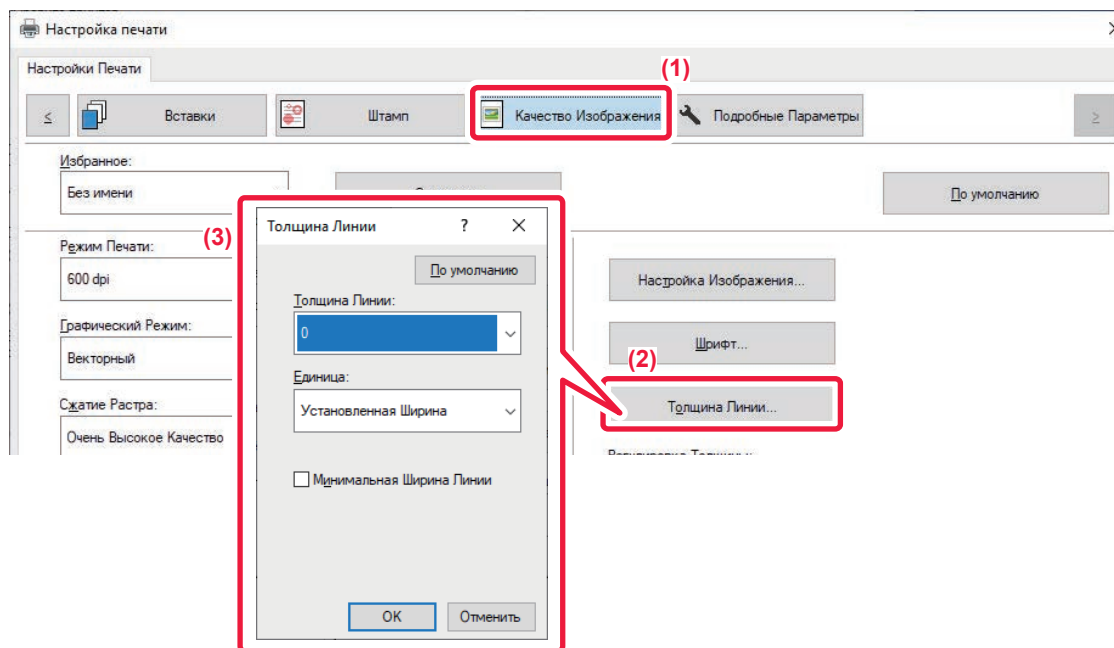 Настройка печати
Настройки Печати
(1)
<
Вставки
Штамп
Качество Изображения
Подробные Параметры
>
Избранное:
Без имени
По умолчанию
Режим Печати:
600 dpi
Графический Режим:
Векторный
Сжатие Растра:
Очень Высокое Качество
(3)
Толщина Линии
?
По умолчанию
Толщина Линии:
0
Единица:
Установленная Ширина
Минимальная Ширина Линии
OK
Отменить
Настройка Изображения...
Шрифт...
(2)
Толщина Линии...